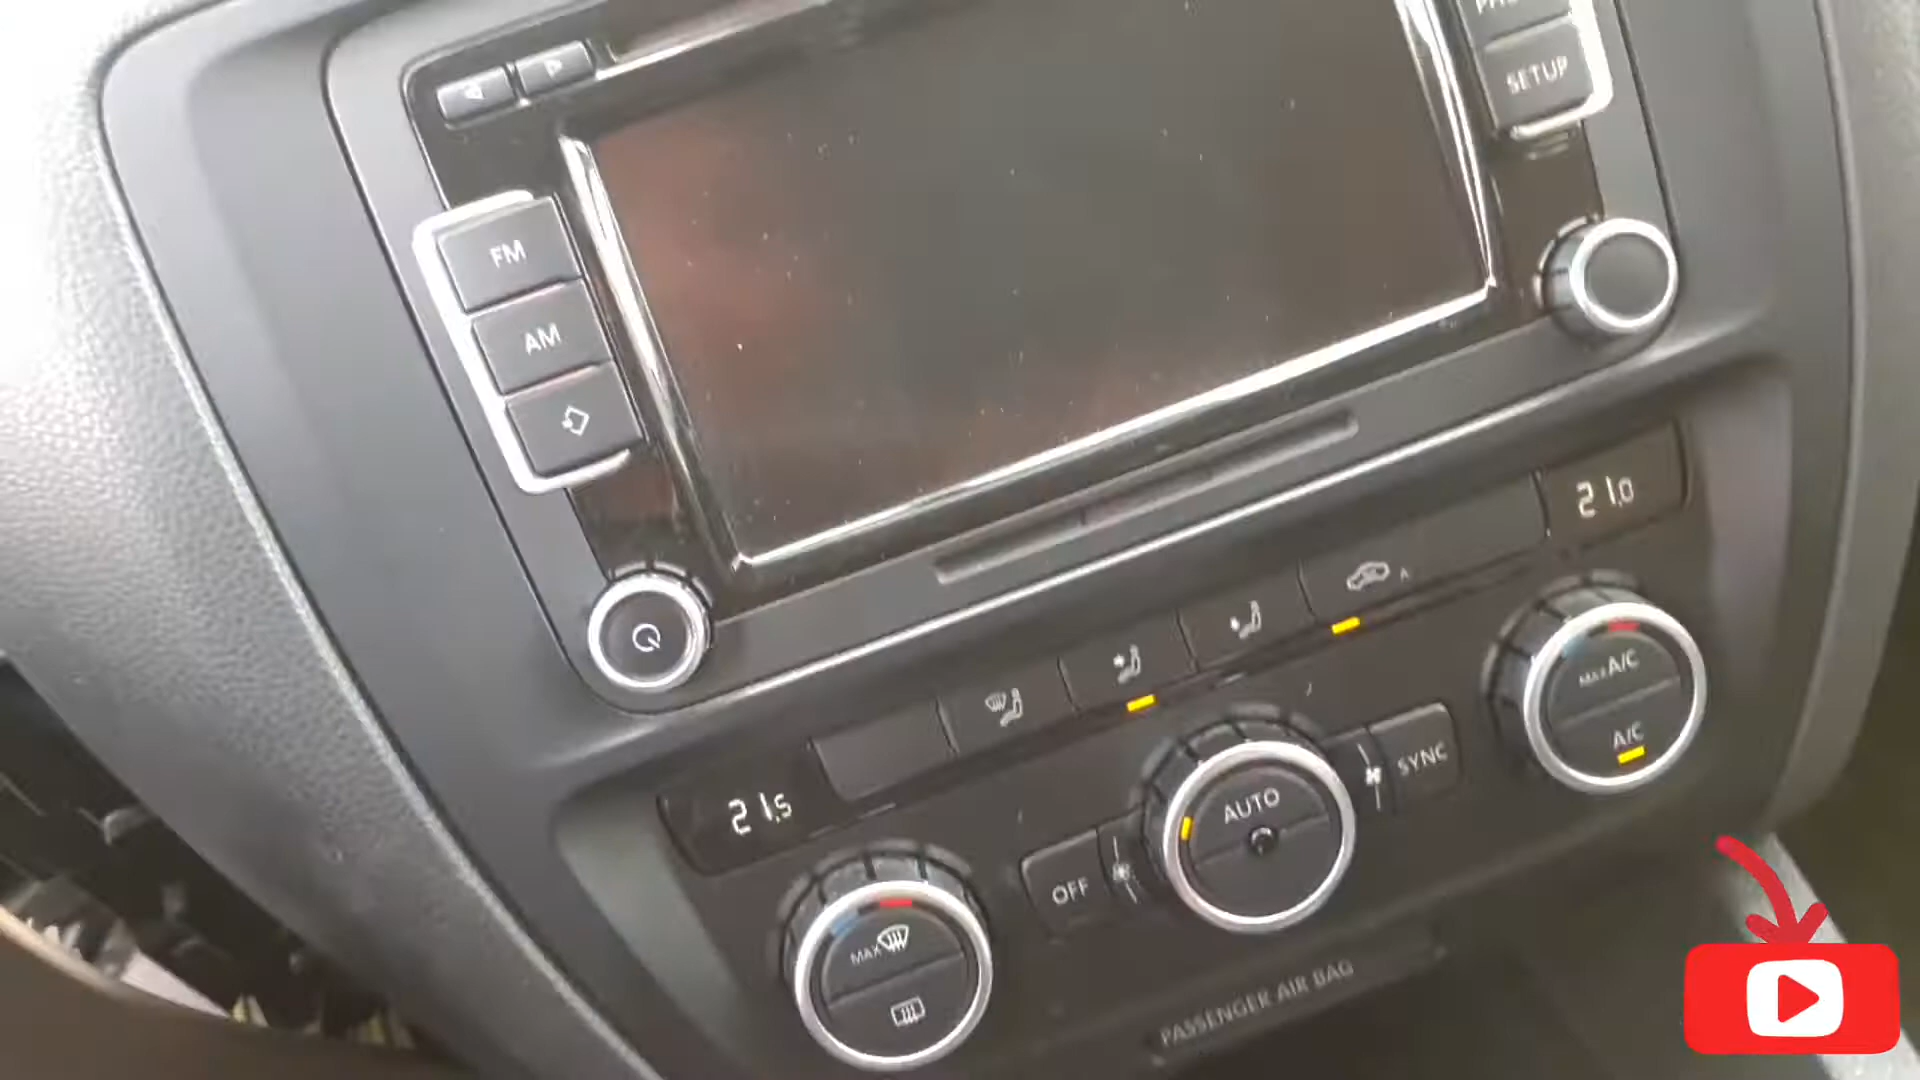 SETUP
FM
AM
21.0
A
MAX A/C
A/C
21.5
AUTO
SYNC
OFF
MAX
PASSENGER AIR BAG